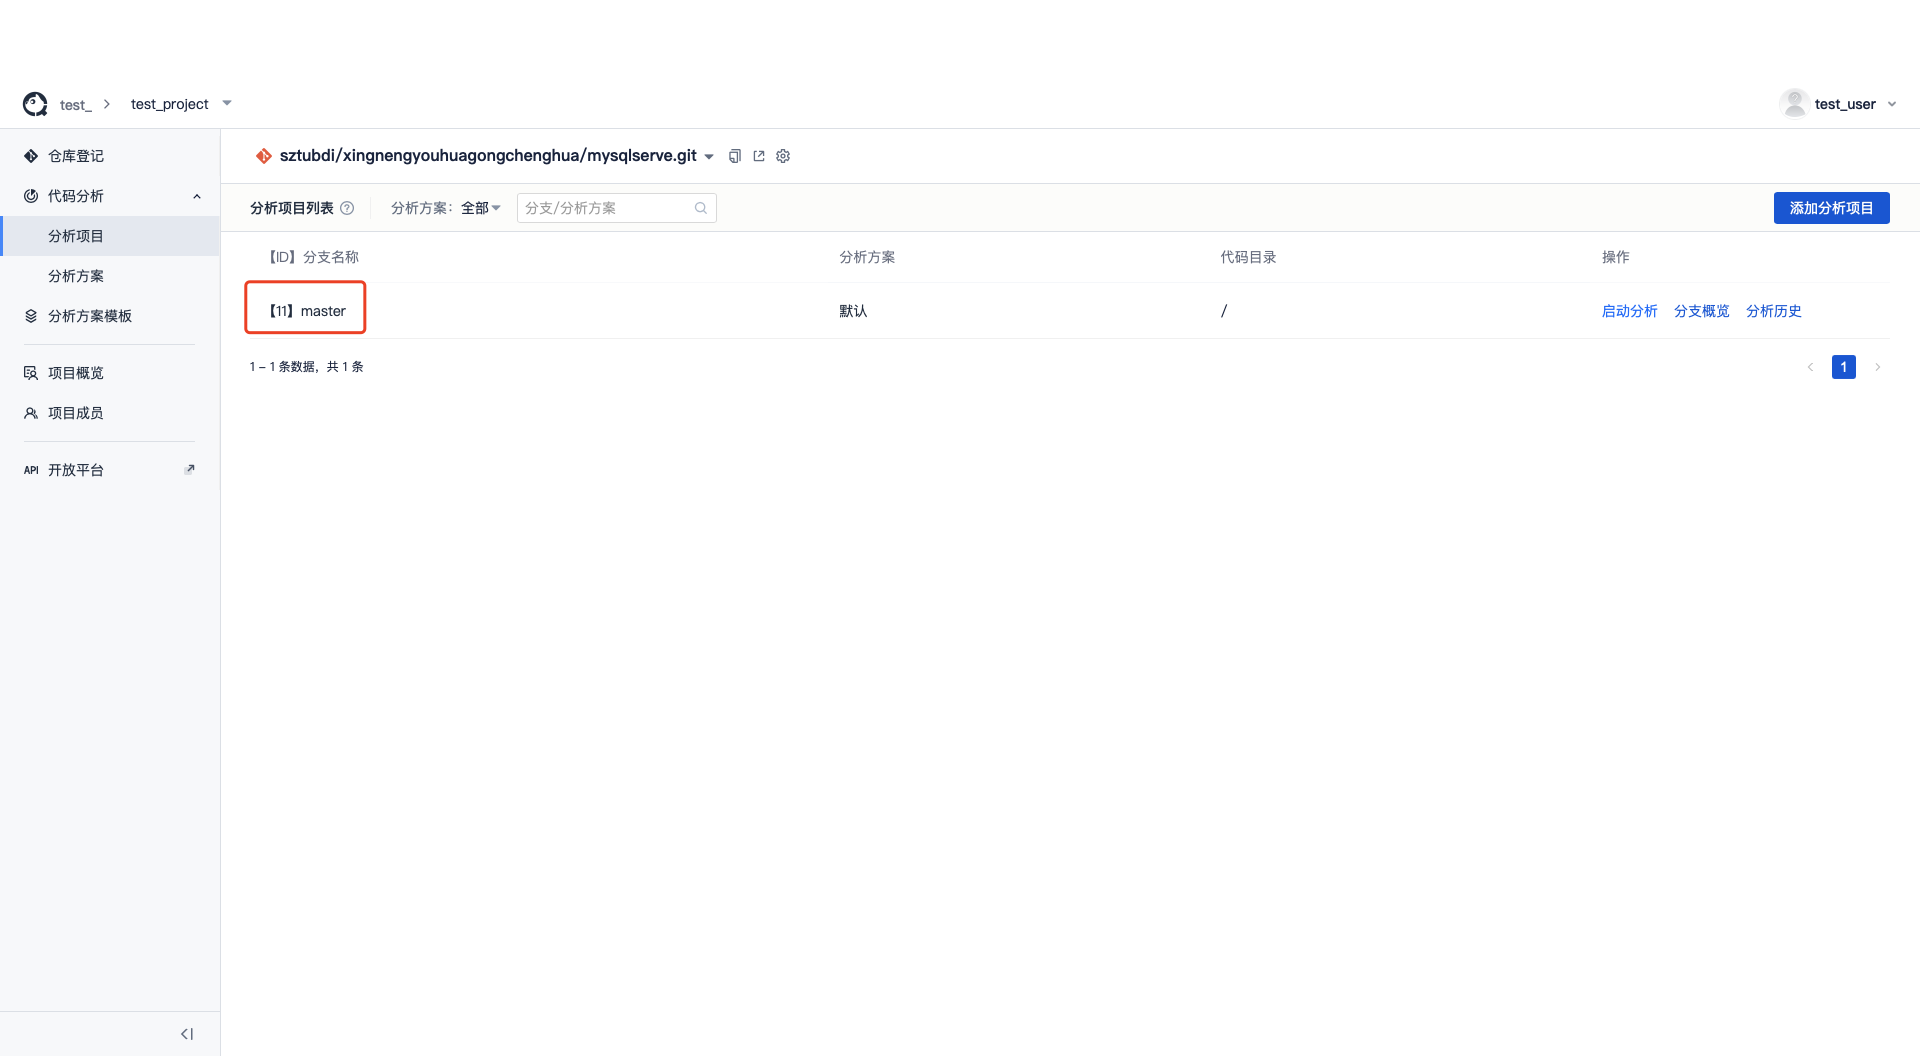 test_ > test_project
test_user
仓库登记
代码分析
分析项目
分析方案
分析方案模板
项目概览
项目成员
API 开放平台
sztubdi/xingnengyouhuagongchenghua/mysqlserve.git
分析项目列表 分析方案：全部 分支/分析方案 添加分析项目
【ID】分支名称 分析方案 代码目录 操作
【11】master 默认 / 启动分析 分支概览 分析历史
1 – 1 条数据，共 1 条 1